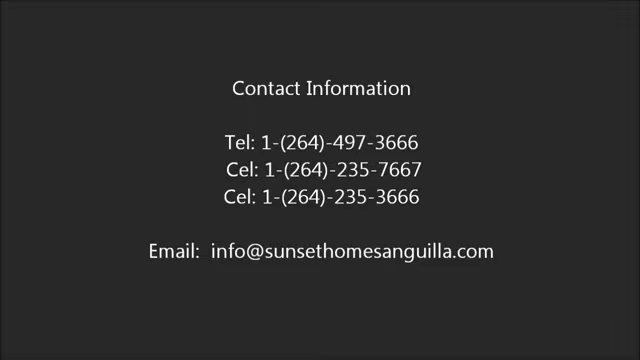 Contact Information
Tel: 1-(264)-497-3666
Cel: 1-(264)-235-7667
Cel: 1-(264)-235-3666
Email:  info@sunsethomesanguilla.com